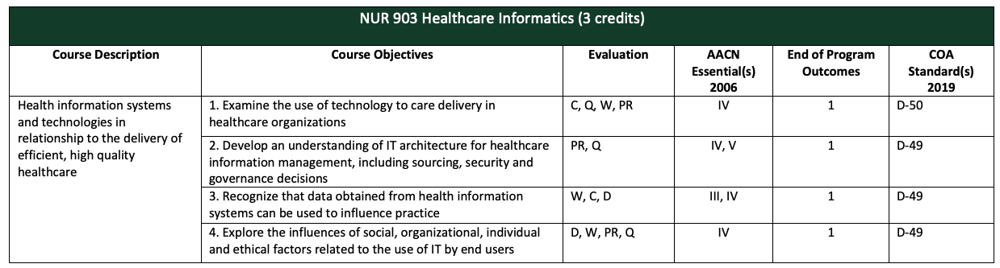 NUR 903 Healthcare Informatics (3 credits)
Course Description
Course Objectives
Evaluation
AACN
Essential(s)
2006
End of Program
Outcomes
COA
Standard(s)
2019
Health information systems
and technologies in
relationship to the delivery of
efficient, high quality
healthcare
1. Examine the use of technology to care delivery in
healthcare organizations
C, Q, W, PR
IV
1
D-50
2. Develop an understanding of IT architecture for healthcare
information management, including sourcing, security and
governance decisions
PR, Q
IV, V
1
D-49
3. Recognize that data obtained from health information
systems can be used to influence practice
W, C, D
III, IV
1
D-49
4. Explore the influences of social, organizational, individual
and ethical factors related to the use of IT by end users
D, W, PR, Q
IV
1
D-49